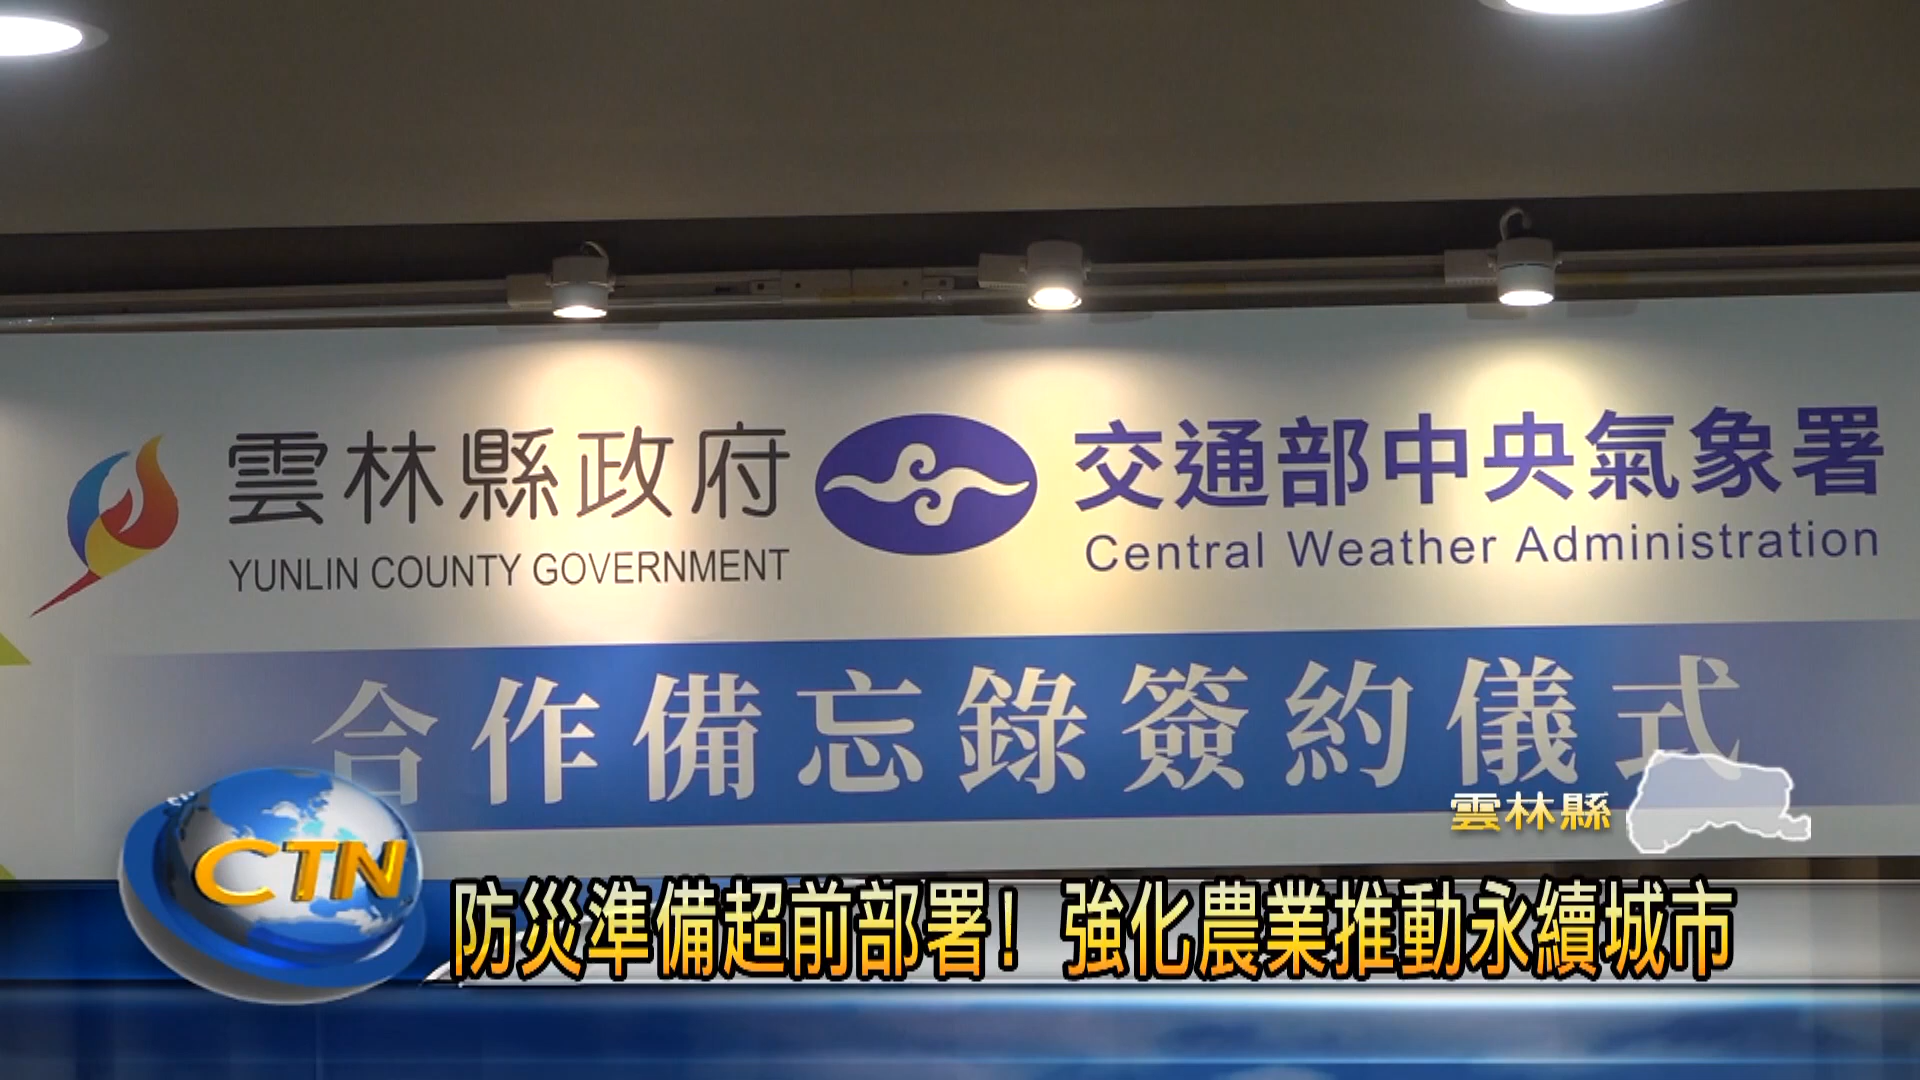 雲林縣政府
YUNLIN COUNTY GOVERNMENT
交通部中央氣象署
Central Weather Administration
合作備忘錄簽約儀式
雲林縣
CTN
防災準備超前部署! 強化農業推動永續城市